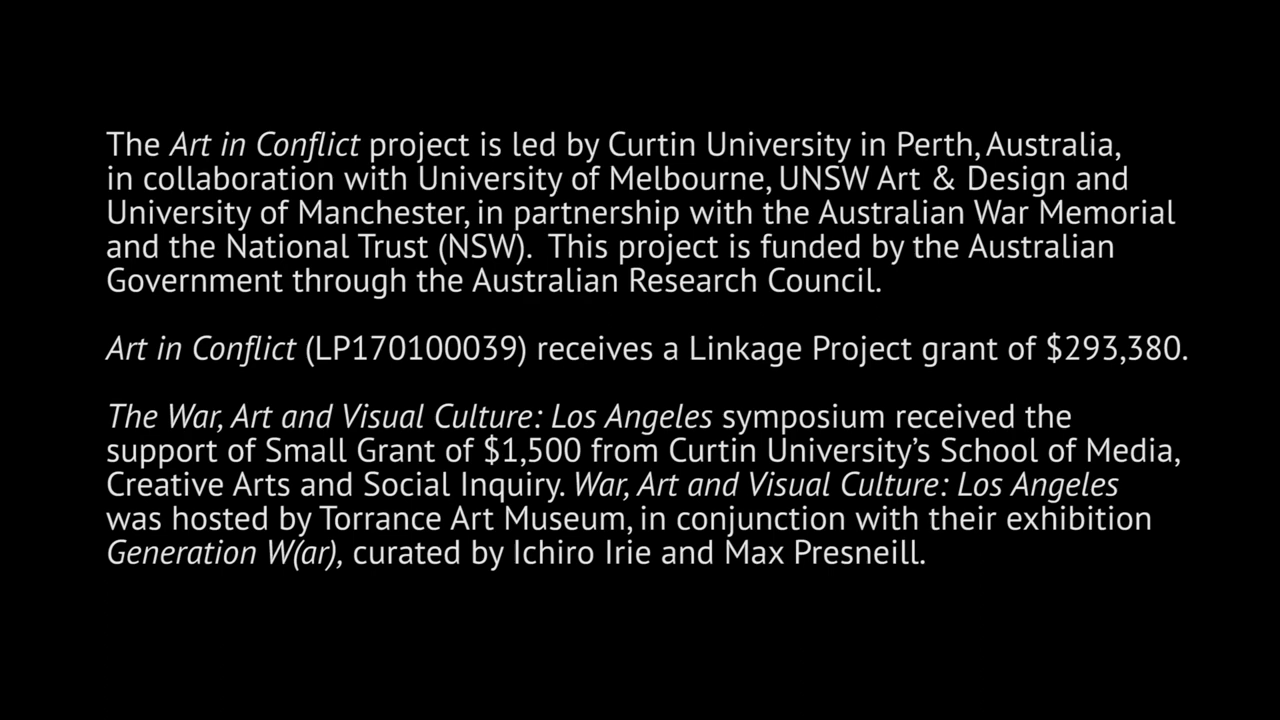 The Art in Conflict project is led by Curtin University in Perth, Australia,
in collaboration with University of Melbourne, UNSW Art & Design and
University of Manchester, in partnership with the Australian War Memorial
and the National Trust (NSW).  This project is funded by the Australian
Government through the Australian Research Council.
Art in Conflict (LP170100039) receives a Linkage Project grant of $293,380.
The War, Art and Visual Culture: Los Angeles symposium received the
support of Small Grant of $1,500 from Curtin University’s School of Media,
Creative Arts and Social Inquiry. War, Art and Visual Culture: Los Angeles
was hosted by Torrance Art Museum, in conjunction with their exhibition
Generation W(ar), curated by Ichiro Irie and Max Presneill.